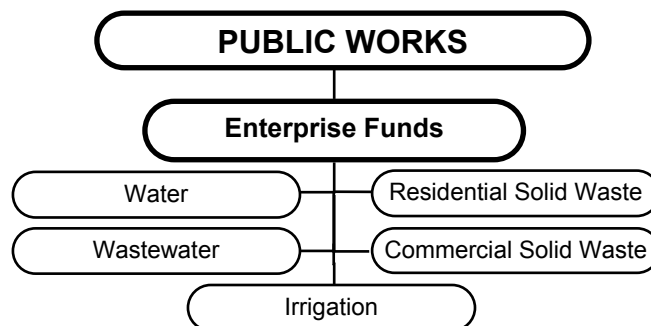 PUBLIC WORKS
Enterprise Funds
Water
Residential Solid Waste
Wastewater
Commercial Solid Waste
Irrigation